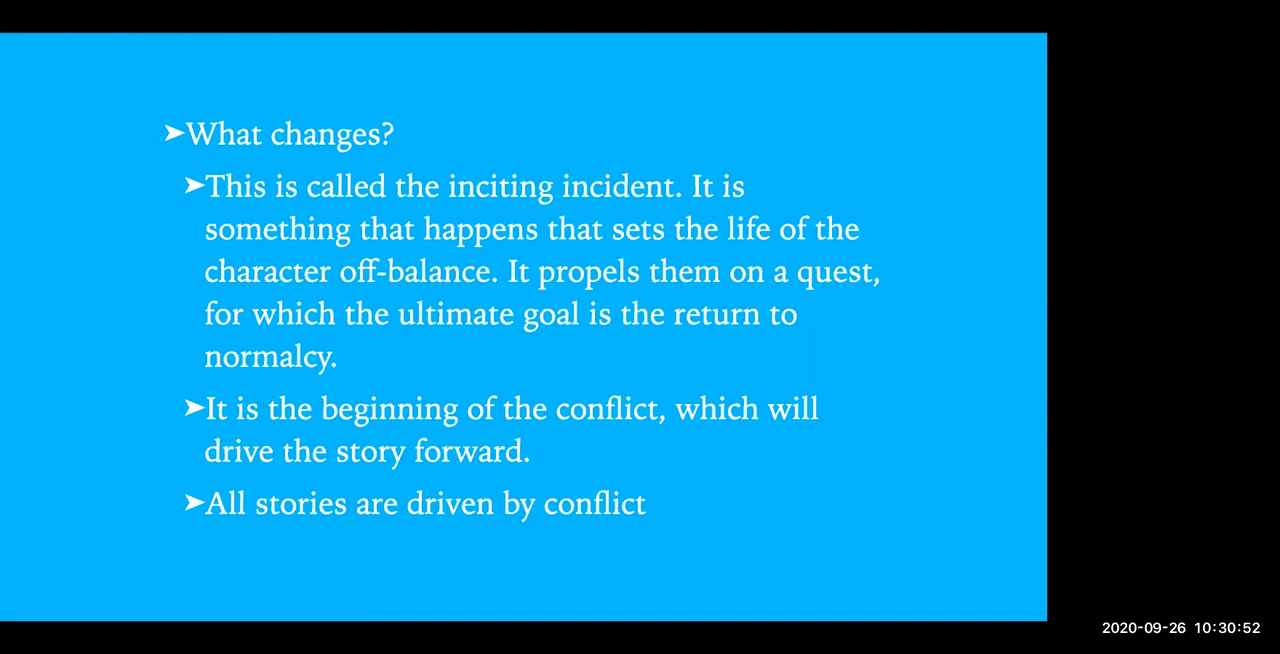 ➤What changes?
➤This is called the inciting incident. It is
something that happens that sets the life of the
character off-balance. It propels them on a quest,
for which the ultimate goal is the return to
normalcy.
➤It is the beginning of the conflict, which will
drive the story forward.
➤All stories are driven by conflict
2020-09-26 10:30:52